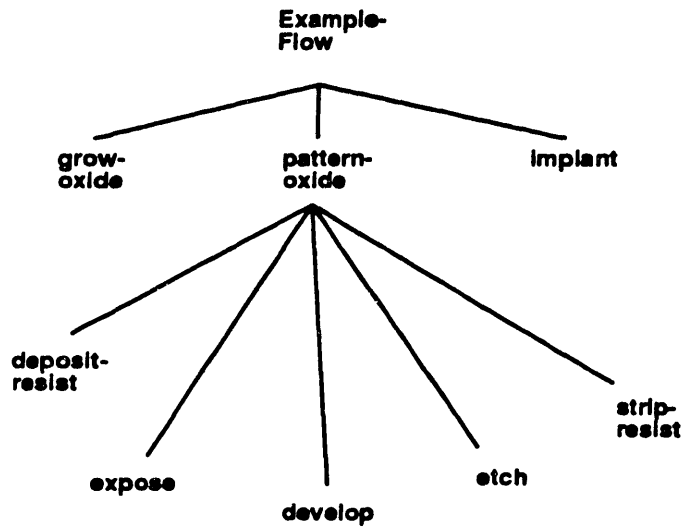 Example-
Flow
grow-
oxide
pattern-
oxide
implant
deposit-
resist
strip-
resist
expose
etch
develop